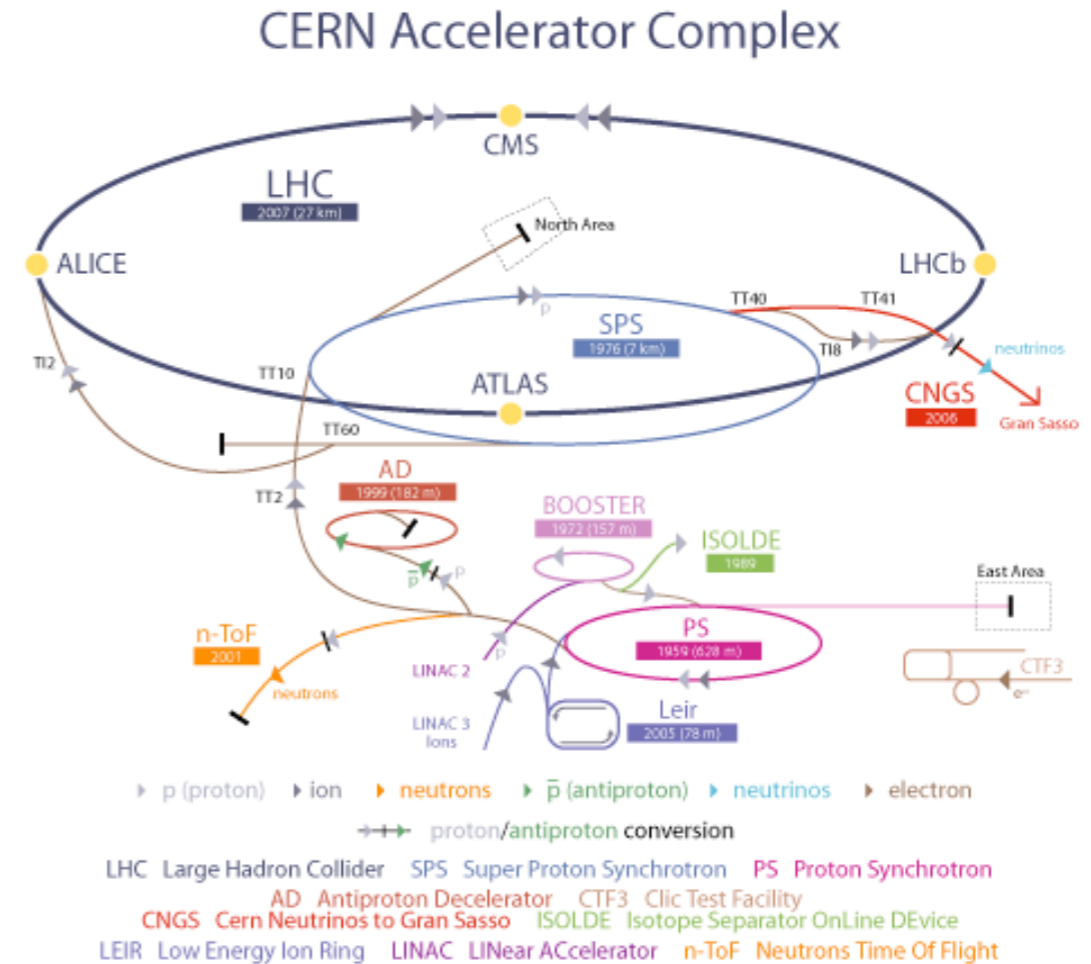 CERN Accelerator Complex
CMS
LHC
2007 (27 km)
North Area
ALICE
LHCb
TT40
TT41
p
SPS
1976 (7 km)
TI8
neutrinos
TI2
TT10
ATLAS
CNGS
2006
Gran Sasso
TT60
AD
1999 (182 m)
TT2
BOOSTER
1972 (157 m)
ISOLDE
1989
p̅
p
East Area
n-ToF
2001
PS
1959 (628 m)
p
LINAC 2
neutrons
CTF3
e⁻
Leir
2005 (78 m)
LINAC 3
Ions
p (proton) ion neutrons p̅ (antiproton) neutrinos electron
proton/antiproton conversion
LHC Large Hadron Collider SPS Super Proton Synchrotron PS Proton Synchrotron
AD Antiproton Decelerator CTF3 Clic Test Facility
CNGS Cern Neutrinos to Gran Sasso ISOLDE Isotope Separator OnLine DEvice
LEIR Low Energy Ion Ring LINAC LINear ACcelerator n-ToF Neutrons Time Of Flight